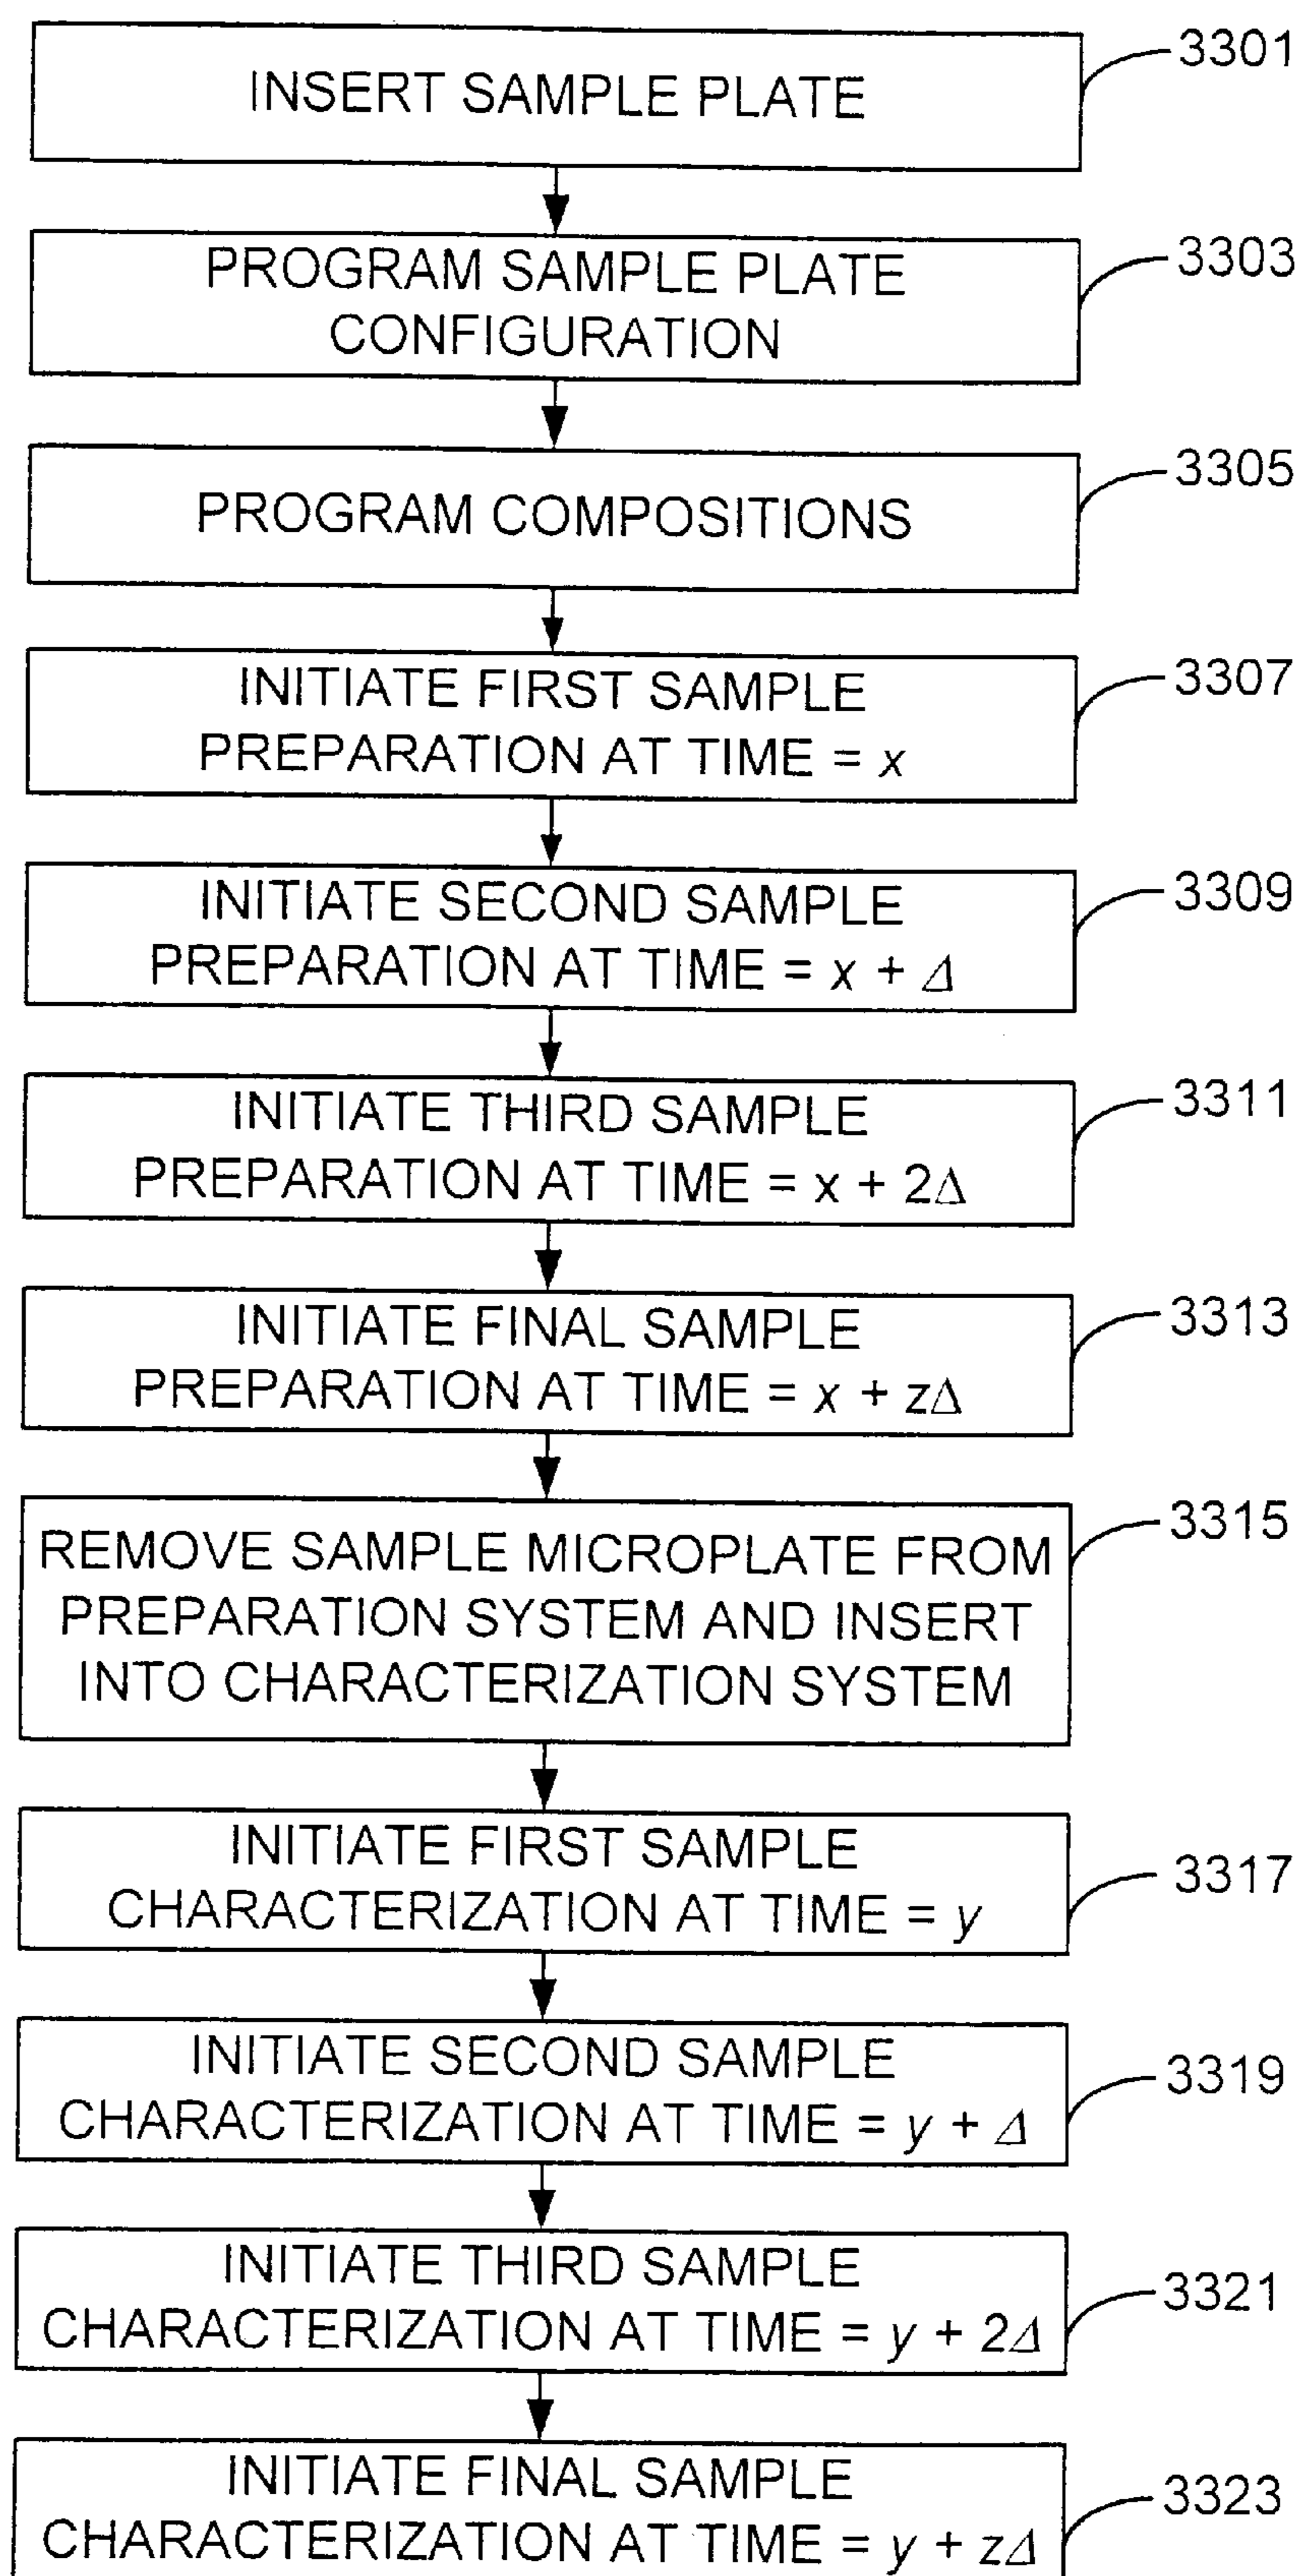 INSERT SAMPLE PLATE
3301
PROGRAM SAMPLE PLATE
CONFIGURATION
3303
PROGRAM COMPOSITIONS
3305
INITIATE FIRST SAMPLE
PREPARATION AT TIME = x
3307
INITIATE SECOND SAMPLE
PREPARATION AT TIME = x + Δ
3309
INITIATE THIRD SAMPLE
PREPARATION AT TIME = x + 2Δ
3311
INITIATE FINAL SAMPLE
PREPARATION AT TIME = x + zΔ
3313
REMOVE SAMPLE MICROPLATE FROM
PREPARATION SYSTEM AND INSERT
INTO CHARACTERIZATION SYSTEM
3315
INITIATE FIRST SAMPLE
CHARACTERIZATION AT TIME = y
3317
INITIATE SECOND SAMPLE
CHARACTERIZATION AT TIME = y + Δ
3319
INITIATE THIRD SAMPLE
CHARACTERIZATION AT TIME = y + 2Δ
3321
INITIATE FINAL SAMPLE
CHARACTERIZATION AT TIME = y + zΔ
3323